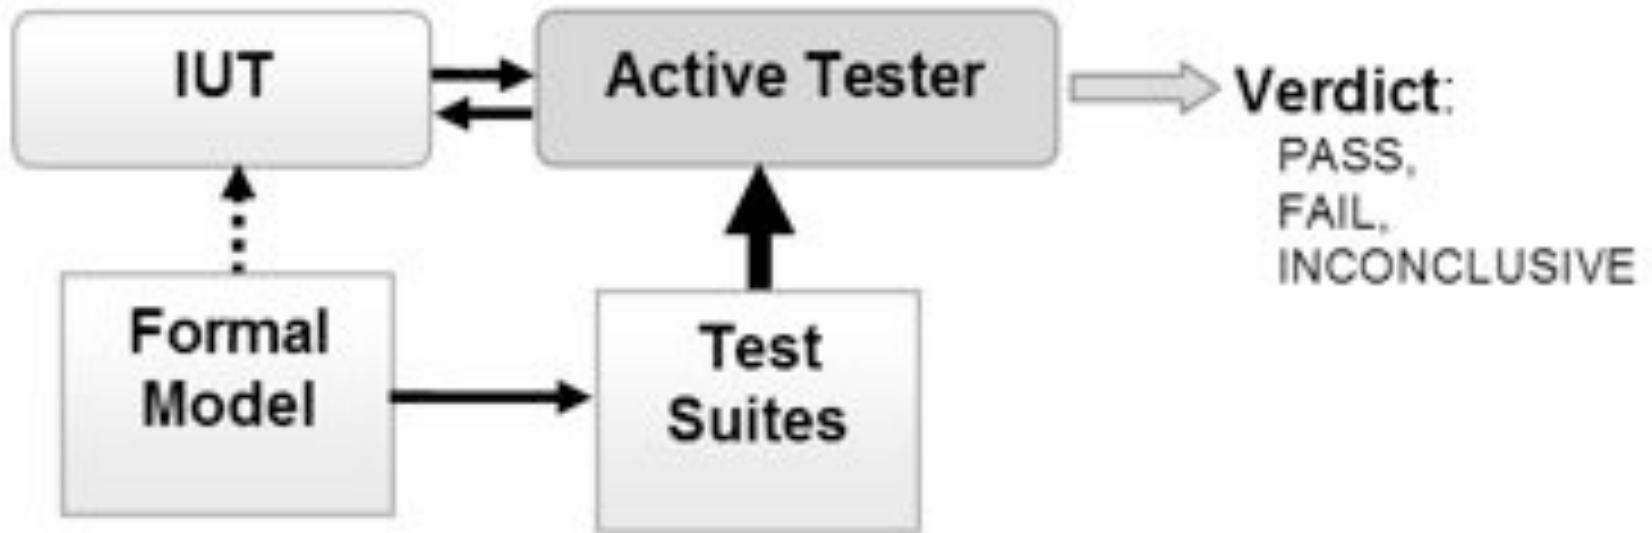 IUT
Active Tester
Verdict:
PASS,
FAIL,
INCONCLUSIVE
Formal
Model
Test
Suites